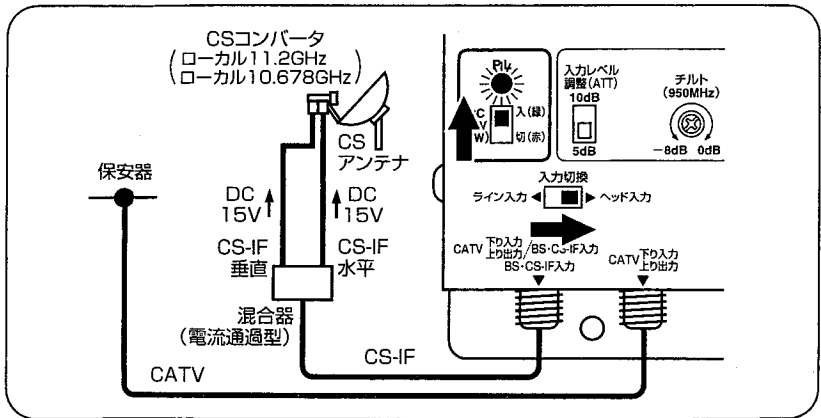 CSコンバータ
(ローカル11.2GHz
ローカル10.678GHz)
CS
アンテナ
保安器
DC
15V
DC
15V
CS-IF
垂直
CS-IF
水平
混合器
(電流通過型)
CS-IF
CATV
入(緑)
切(赤)
入力レベル
調整(ATT)
10dB
5dB
チルト
(950MHz)
-8dB 0dB
入力切換
ライン入力 ヘッド入力
CATV 下り入力/BS・CS-IF入力
上り出力
BS・CS-IF入力
CATV 下り入力
上り出力